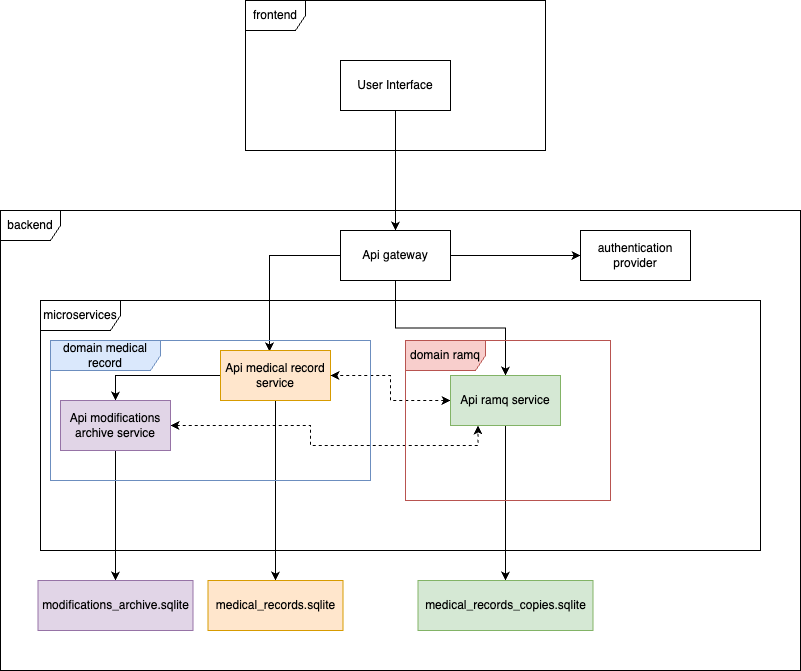 frontend
User Interface
backend
Api gateway
authentication
provider
microservices
domain medical
record
Api medical record
service
domain ramq
Api ramq service
Api modifications
archive service
modifications_archive.sqlite
medical_records.sqlite
medical_records_copies.sqlite